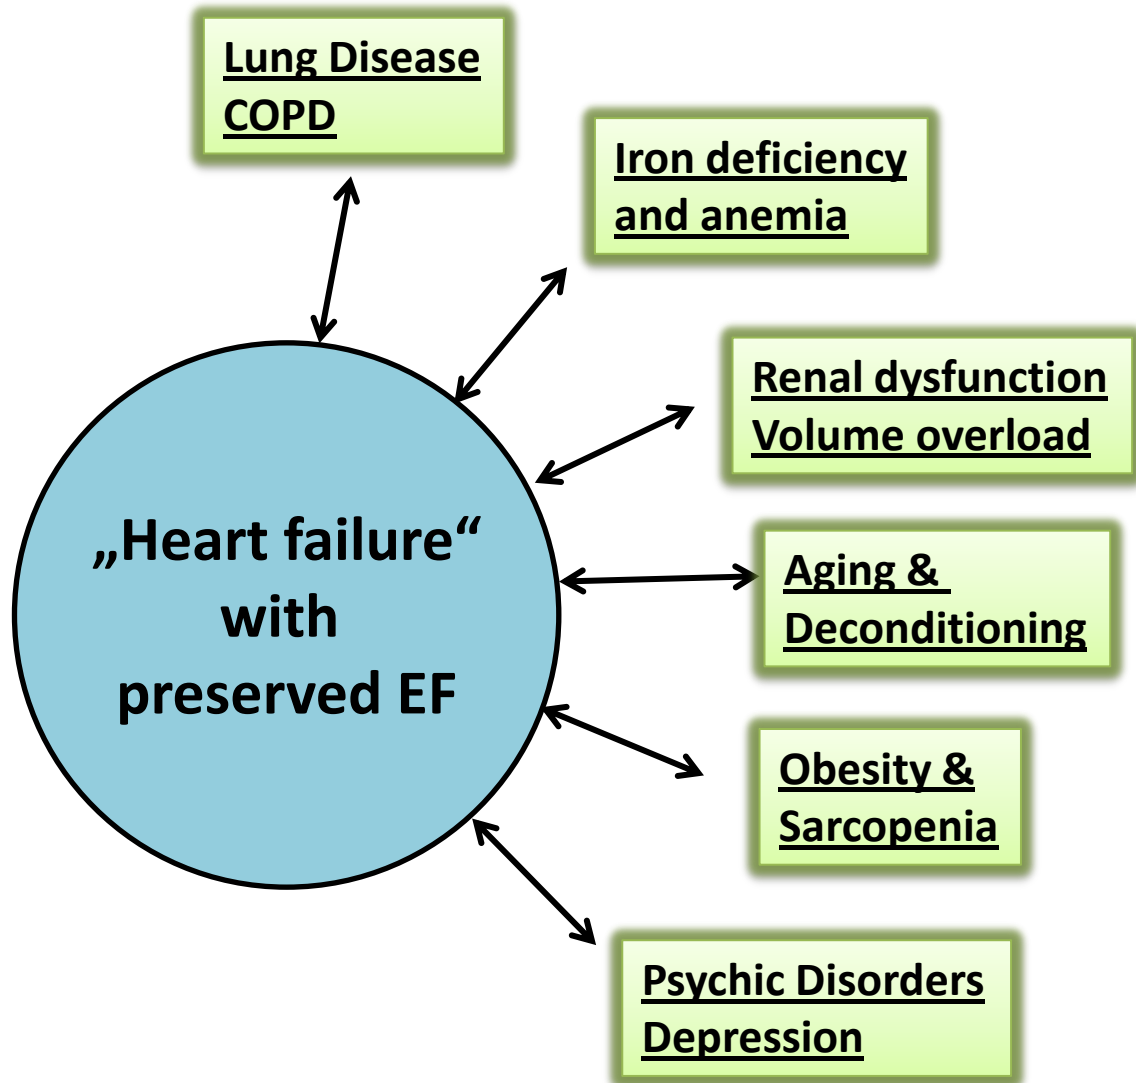 Lung Disease
COPD
Iron deficiency
and anemia
Renal dysfunction
Volume overload
„Heart failure“
with
preserved EF
Aging &
Deconditioning
Obesity &
Sarcopenia
Psychic Disorders
Depression